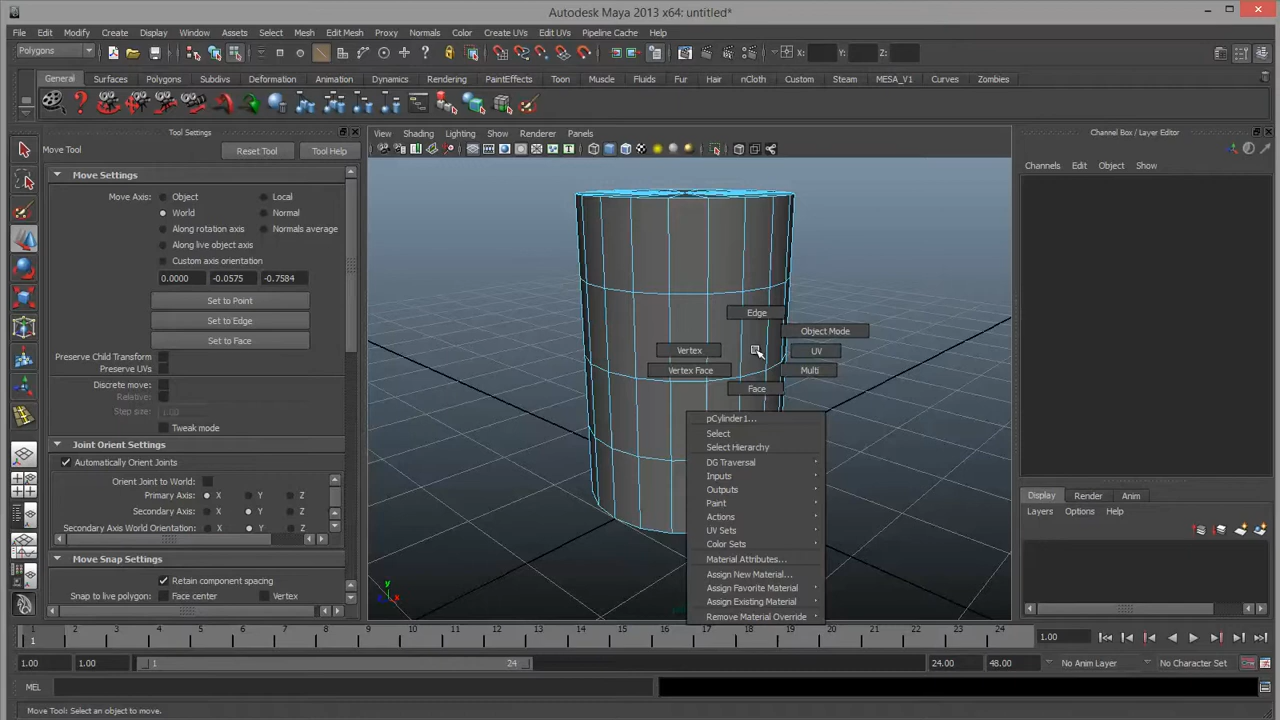 Autodesk Maya 2013 x64: untitled*
File Edit Modify Create Display Window Assets Select Mesh Edit Mesh Proxy Normals Color Create UVs Edit UVs Pipeline Cache Help
Polygons X: Y: Z:
General Surfaces Polygons Subdivs Deformation Animation Rendering PaintEffects Toon Muscle Fluids Fur Hair nCloth Custom Steam MESA_V1 Curves Zombies
Tool Settings
View Shading Lighting Show Renderer Panels
Channel Box / Layer Editor
Move Tool Reset Tool Tool Help
Channels Edit Object Show
Move Settings
Move Axis: Object Local
World Normal
Along rotation axis Normals average
Along live object axis
Custom axis orientation
0.0000 -0.0575 -0.7584
Set to Point
Set to Edge
Set to Face
Preserve Child Transform
Preserve UVs
Discrete move:
Relative:
Step size: 1.00
Tweak mode
Joint Orient Settings
Automatically Orient Joints
Orient Joint to World:
Primary Axis: X Y Z
Secondary Axis: X Y Z
Secondary Axis World Orientation: X Y Z
Move Snap Settings
Retain component spacing
Snap to live polygon: Face center Vertex
Edge
Object Mode
Vertex UV
Vertex Face Multi
Face
pCylinder1...
Select
Select Hierarchy
DG Traversal
Inputs
Outputs
Paint
Actions
UV Sets
Color Sets
Material Attributes...
Assign New Material...
Assign Favorite Material
Assign Existing Material
Remove Material Override
y
x
Display Render Anim
Layers Options Help
1 2 3 4 5 6 7 8 9 10 11 12 13 14 15 16 17 18 19 20 21 22 23 24
1 1.00
1.00 1.00 1 24 24.00 48.00 No Anim Layer No Character Set
MEL
Move Tool: Select an object to move.